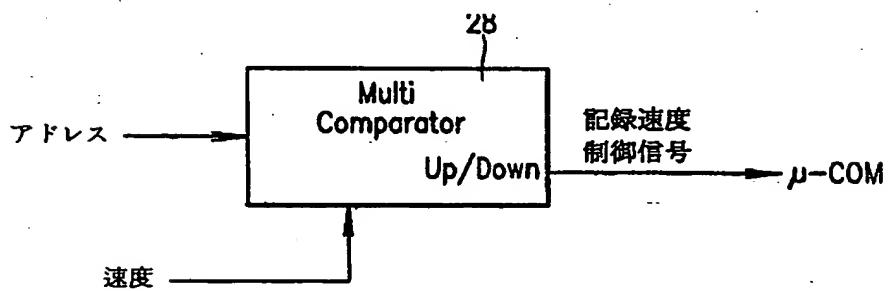 28
Multi
Comparator
アドレス
Up/Down
記録速度
制御信号
μ-COM
速度